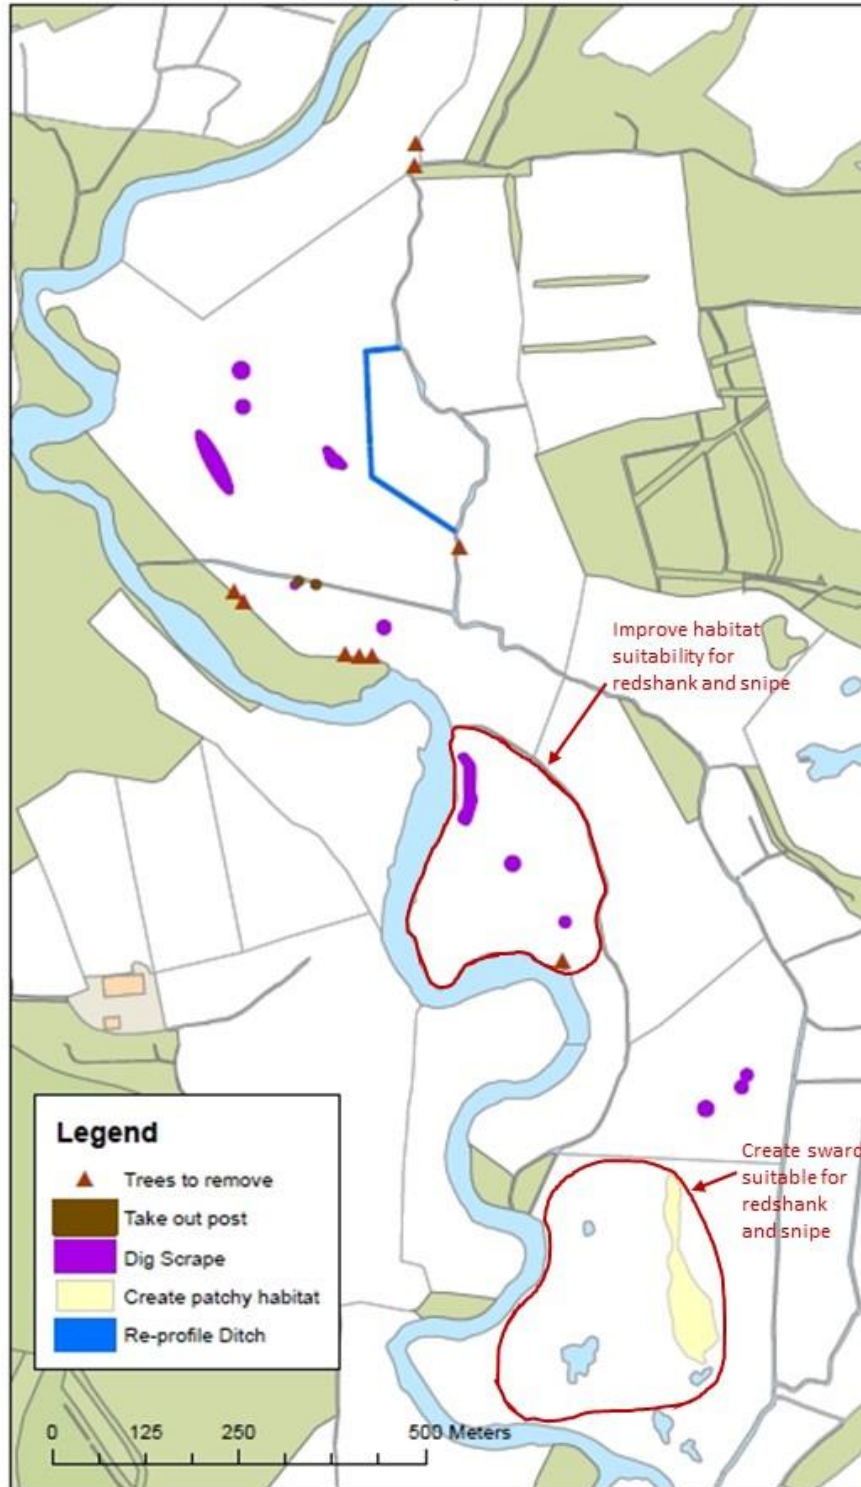 Improve habitat
suitability for
redshank and snipe
Create sward
suitable for
redshank
and snipe
Legend
Trees to remove
Take out post
Dig Scrape
Create patchy habitat
Re-profile Ditch
0 125 250 500 Meters